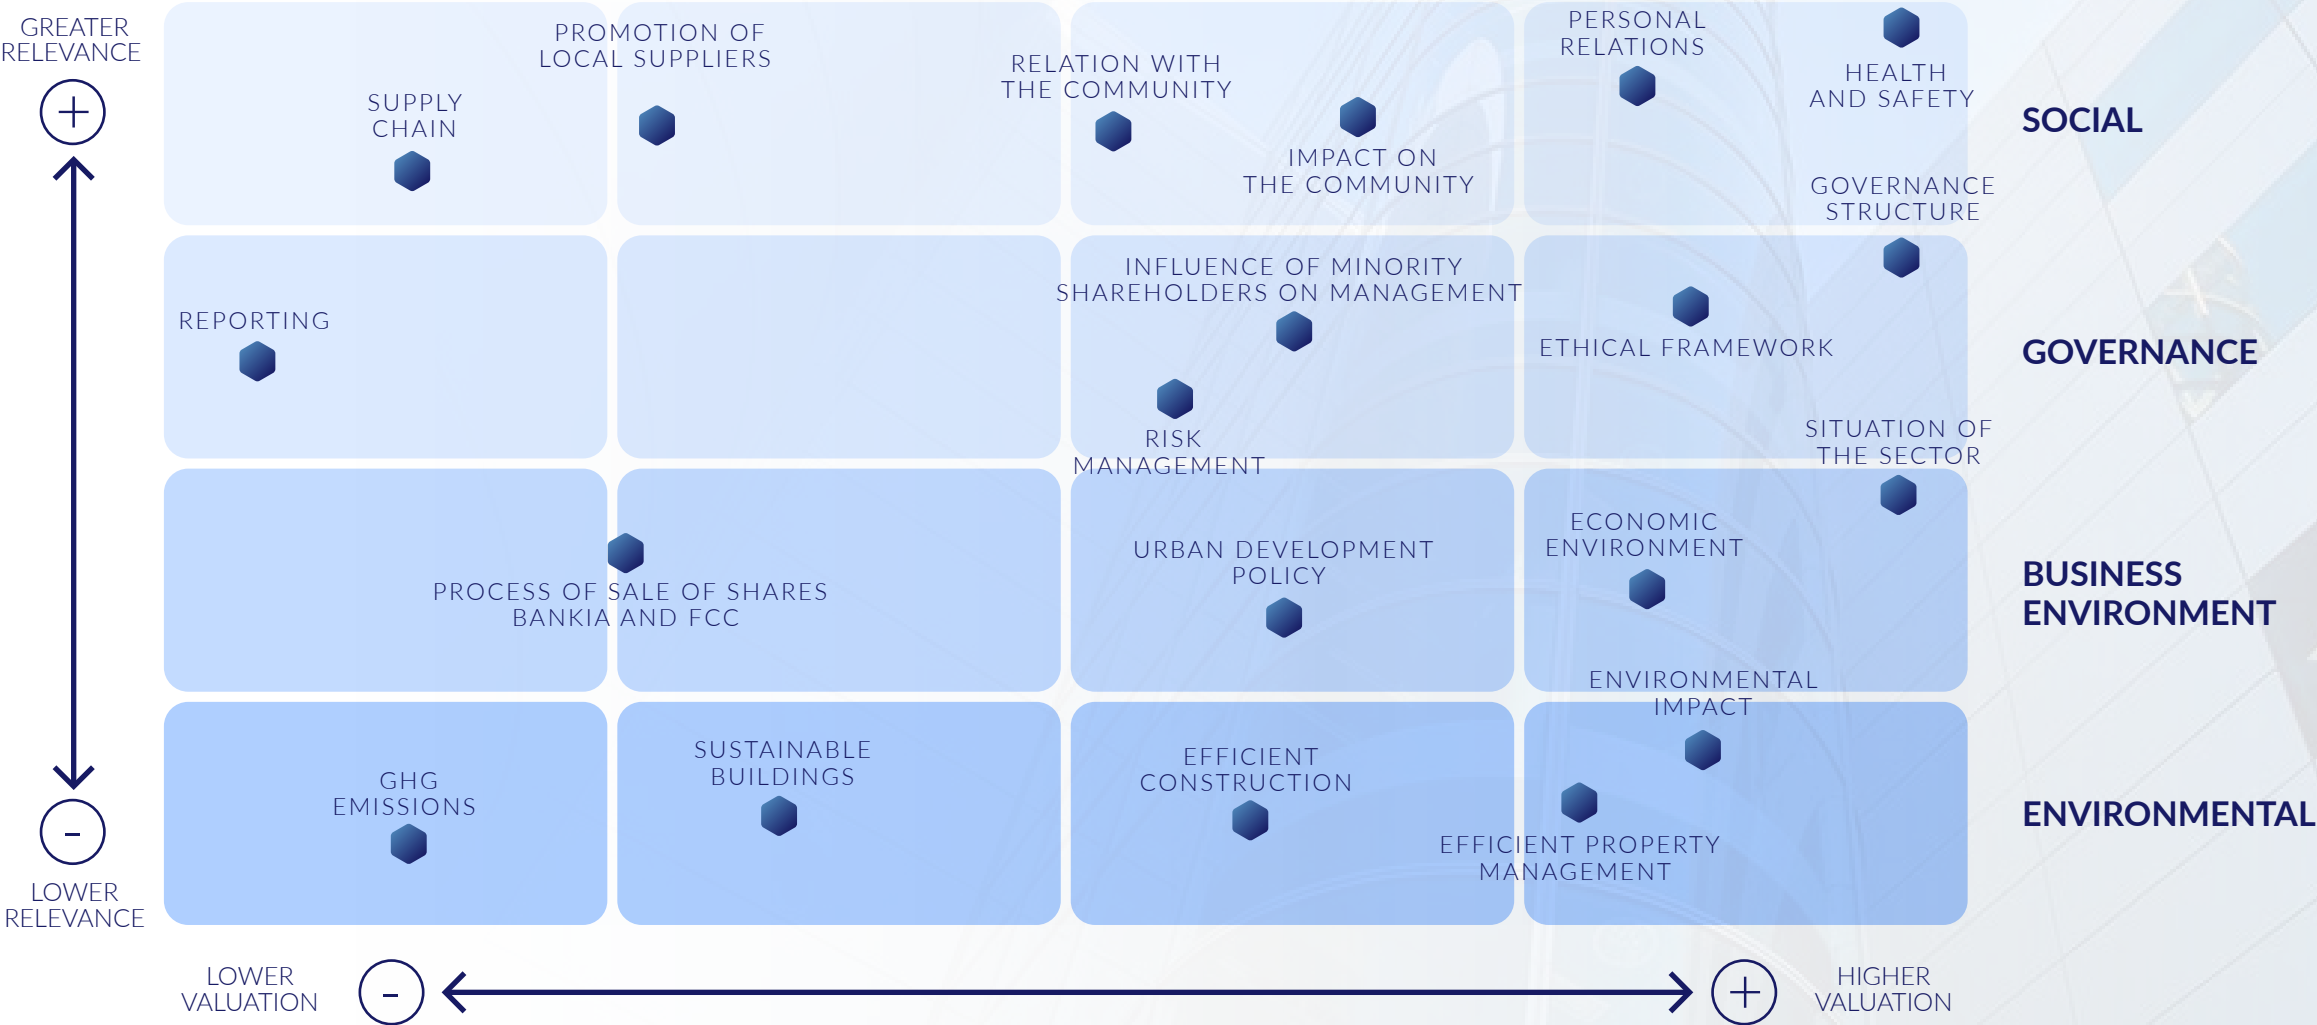 GREATER
RELEVANCE
+
SUPPLY
CHAIN
PROMOTION OF
LOCAL SUPPLIERS
RELATION WITH
THE COMMUNITY
IMPACT ON
THE COMMUNITY
PERSONAL
RELATIONS
HEALTH
AND SAFETY
SOCIAL
REPORTING
INFLUENCE OF MINORITY
SHAREHOLDERS ON MANAGEMENT
RISK
MANAGEMENT
ETHICAL FRAMEWORK
GOVERNANCE
STRUCTURE
GOVERNANCE
PROCESS OF SALE OF SHARES
BANKIA AND FCC
URBAN DEVELOPMENT
POLICY
ECONOMIC
ENVIRONMENT
SITUATION OF
THE SECTOR
BUSINESS
ENVIRONMENT
GHG
EMISSIONS
SUSTAINABLE
BUILDINGS
EFFICIENT
CONSTRUCTION
EFFICIENT PROPERTY
MANAGEMENT
ENVIRONMENTAL
IMPACT
ENVIRONMENTAL
-
LOWER
RELEVANCE
LOWER
VALUATION
-
+
HIGHER
VALUATION